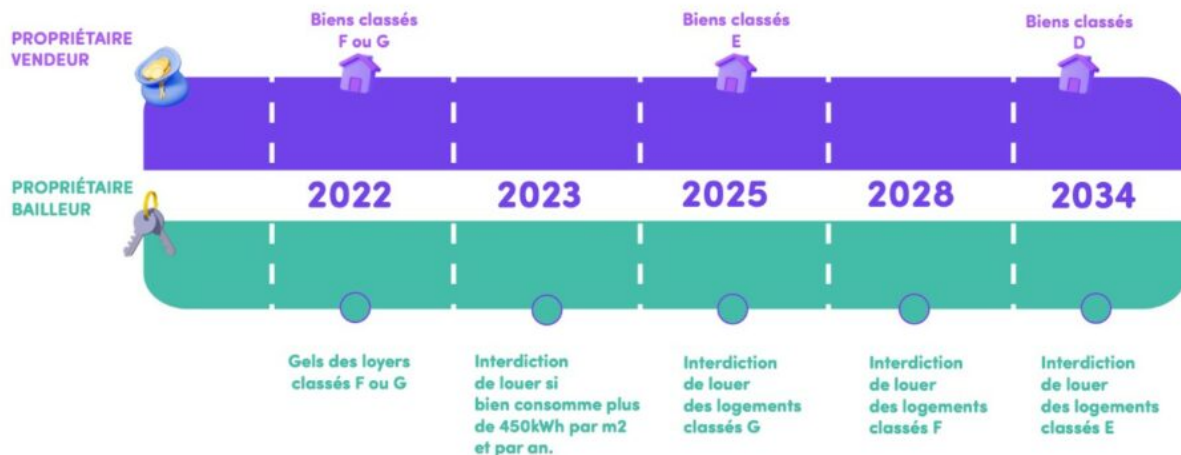 PROPRIÉTAIRE
VENDEUR
Biens classés
F ou G
Biens classés
E
Biens classés
D
PROPRIÉTAIRE
BAILLEUR
2022
2023
2025
2028
2034
Gels des loyers
classés F ou G
Interdiction
de louer si
bien consomme plus
de 450kWh par m2
et par an.
Interdiction
de louer
des logements
classés G
Interdiction
de louer
des logements
classés F
Interdiction
de louer
des logements
classés E